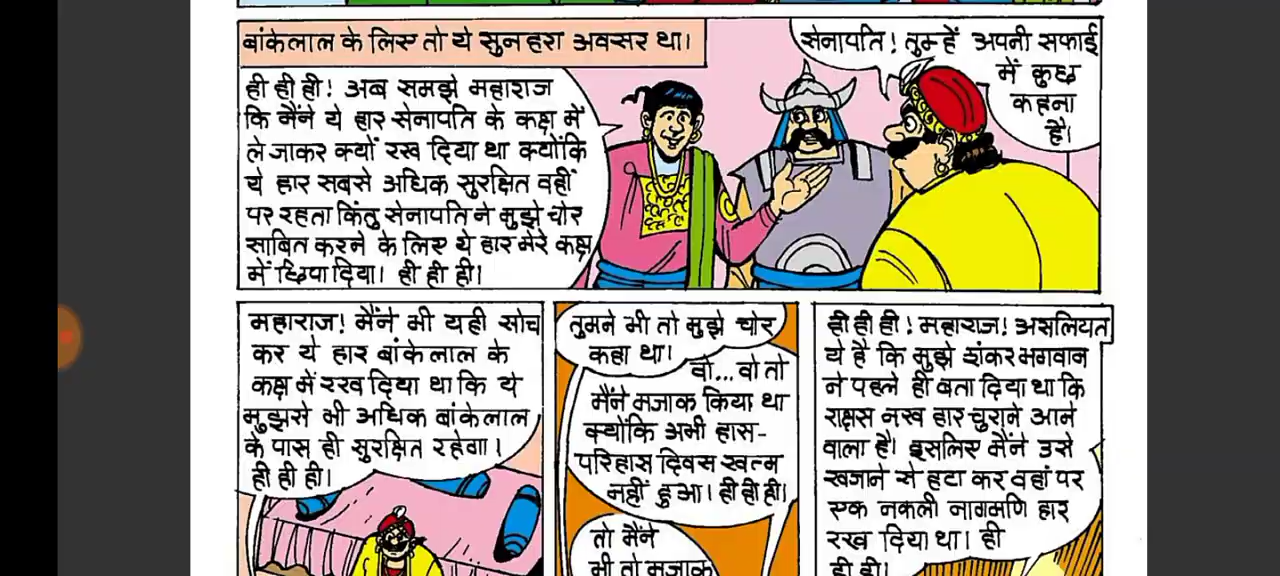 बांकेलाल के लिए तो ये सुनहरा अवसर था।
ही ही ही! अब समझे महाराज
कि मैंने ये हार सेनापति के कक्ष में
ले जाकर क्यों रख दिया था क्योंकि
ये हार सबसे अधिक सुरक्षित वहीं
पर रहता किंतु सेनापति ने मुझे चोर
साबित करने के लिए ये हार मेरे कक्ष
में छिपा दिया। ही ही ही।
सेनापति! तुम्हें अपनी सफाई
में कुछ
कहना
है।
महाराज! मैंने भी यही सोच
कर ये हार बांकेलाल के
कक्ष में रख दिया था कि ये
मुझसे भी अधिक बांकेलाल
के पास ही सुरक्षित रहेगा।
ही ही ही।
तुमने भी तो मुझे चोर
कहा था।
वो... वो तो
मैंने मजाक किया था
क्योंकि अभी हास-
परिहास दिवस खत्म
नहीं हुआ। ही ही ही।
तो मैंने
भी तो मजाक
ही ही ही! महाराज! असलियत
ये है कि मुझे शंकर भगवान
ने पहले ही बता दिया था कि
राक्षस नख हार चुराने आने
वाला है। इसलिए मैंने उसे
खजाने से हटा कर वहां पर
एक नकली नागमणि हार
रख दिया था। ही
ही ही।